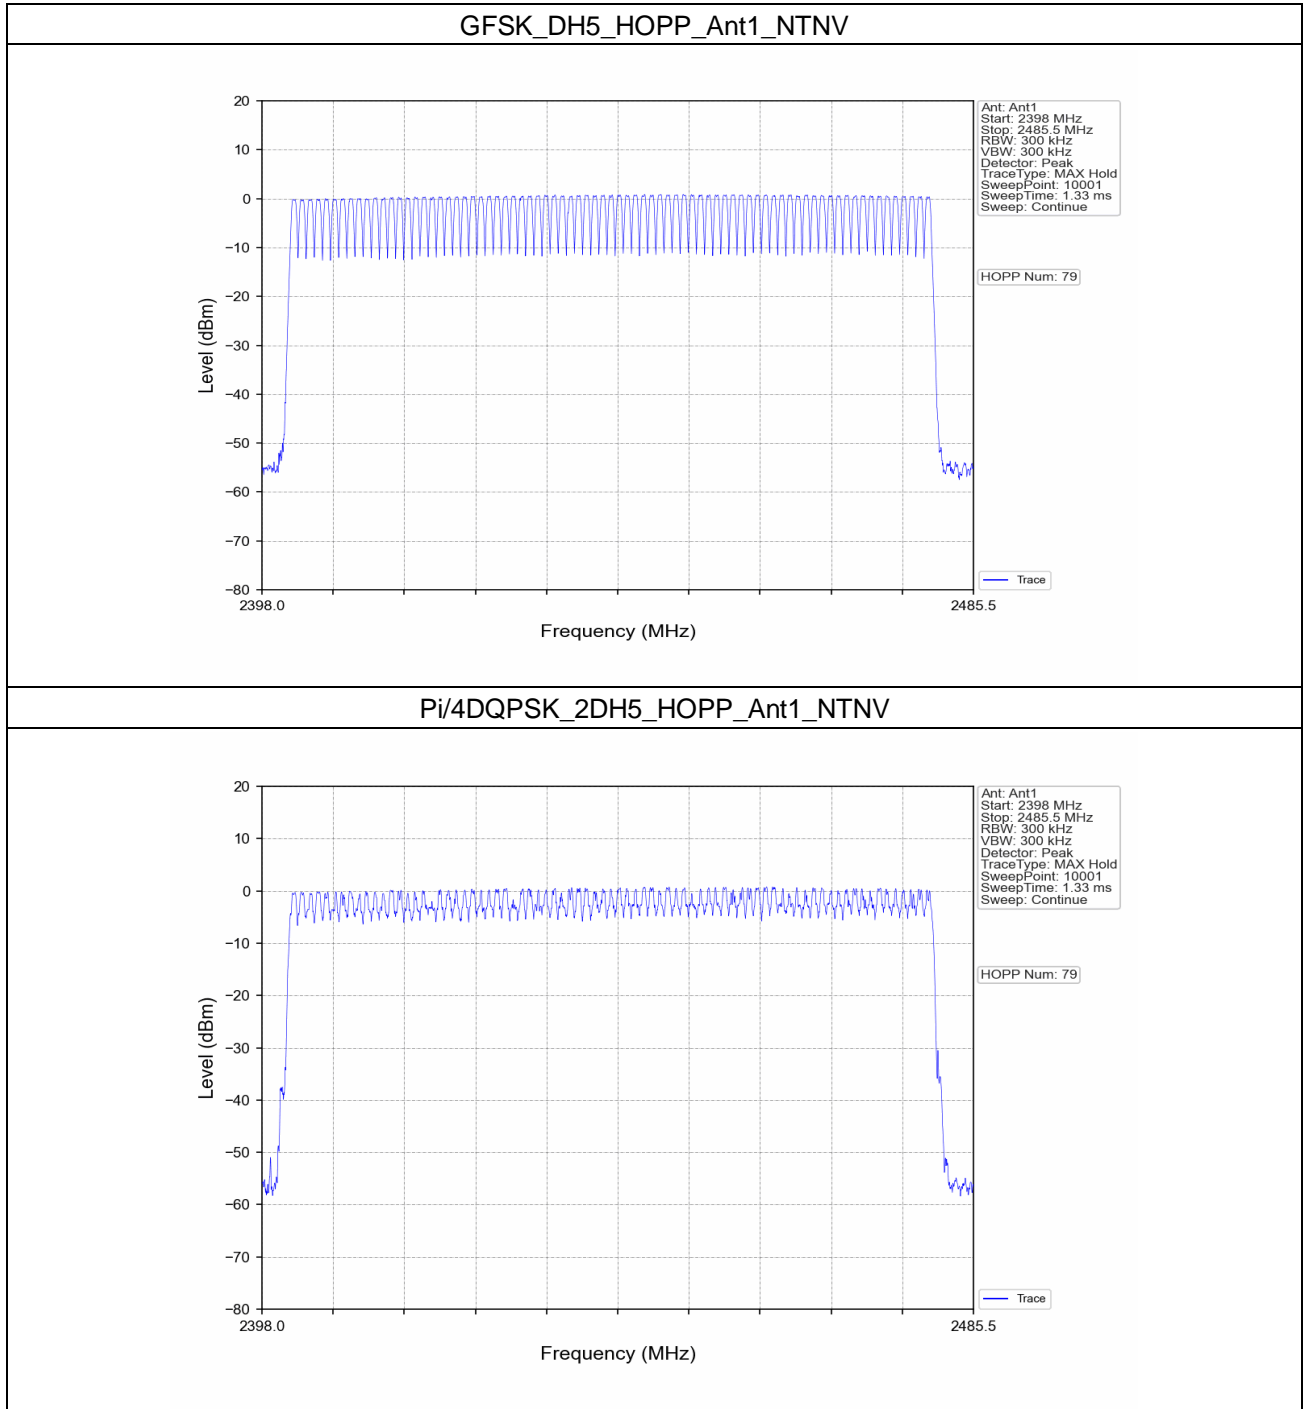 GFSK_DH5_HOPP_Ant1_NTNV
20
10
0
−10
−20
−30
−40
−50
−60
−70
−80
Level (dBm)
2398.0
2485.5
Frequency (MHz)
Ant: Ant1
Start: 2398 MHz
Stop: 2485.5 MHz
RBW: 300 kHz
VBW: 300 kHz
Detector: Peak
TraceType: MAX Hold
SweepPoint: 10001
SweepTime: 1.33 ms
Sweep: Continue
HOPP Num: 79
Trace
Pi/4DQPSK_2DH5_HOPP_Ant1_NTNV
20
10
0
−10
−20
−30
−40
−50
−60
−70
−80
Level (dBm)
2398.0
2485.5
Frequency (MHz)
Ant: Ant1
Start: 2398 MHz
Stop: 2485.5 MHz
RBW: 300 kHz
VBW: 300 kHz
Detector: Peak
TraceType: MAX Hold
SweepPoint: 10001
SweepTime: 1.33 ms
Sweep: Continue
HOPP Num: 79
Trace